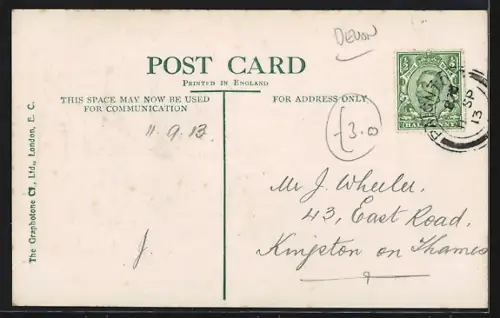 DEVON
POST CARD
PRINTED IN ENGLAND
THIS SPACE MAY NOW BE USED
FOR COMMUNICATION
FOR ADDRESS ONLY
11.9.13
£3.0
Mr J. Wheeler,
43, East Road,
Kingston on Thames
J.
The Graphotone Co., Ltd., London, E. C.
HALFPENNY
SP
13